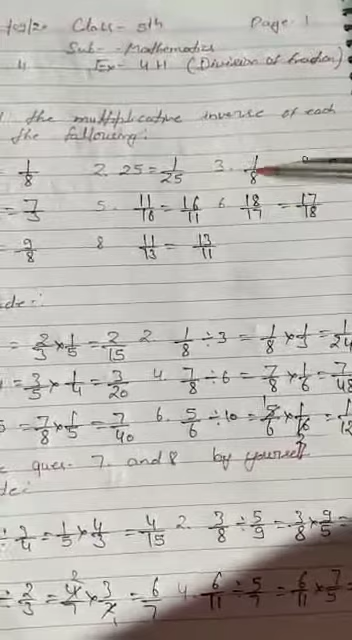 Class - 5th Page 1
Sub - Mathematics
Ex - 4H (Division of fraction)
the multiplicative inverse of each
the following:
1/8 2. 25 = 1/25 3. 1/8
= 7/3 5. 11/16 = 16/11 6. 18/17 = 17/18
= 9/8 8 11/13 = 13/11
= 2/3 × 1/5 = 2/15 2. 1/8 ÷ 3 = 1/8 × 1/3 = 1/24
= 3/5 × 1/4 = 3/20 4. 7/8 ÷ 6 = 7/8 × 1/6 = 7/48
= 7/8 × 1/5 = 7/40 6. 5/6 ÷ 10 = 5/6 × 1/10 =
ques. 7. and 8 by yourself
÷ 3/4 = 1/5 × 4/3 = 4/15 2. 3/8 ÷ 5/9 = 3/8 × 9/5 =
÷ 2/3 = 4/7 × 3/2 = 6/7 4. 6/11 ÷ 5/7 = 6/11 × 7/5 =